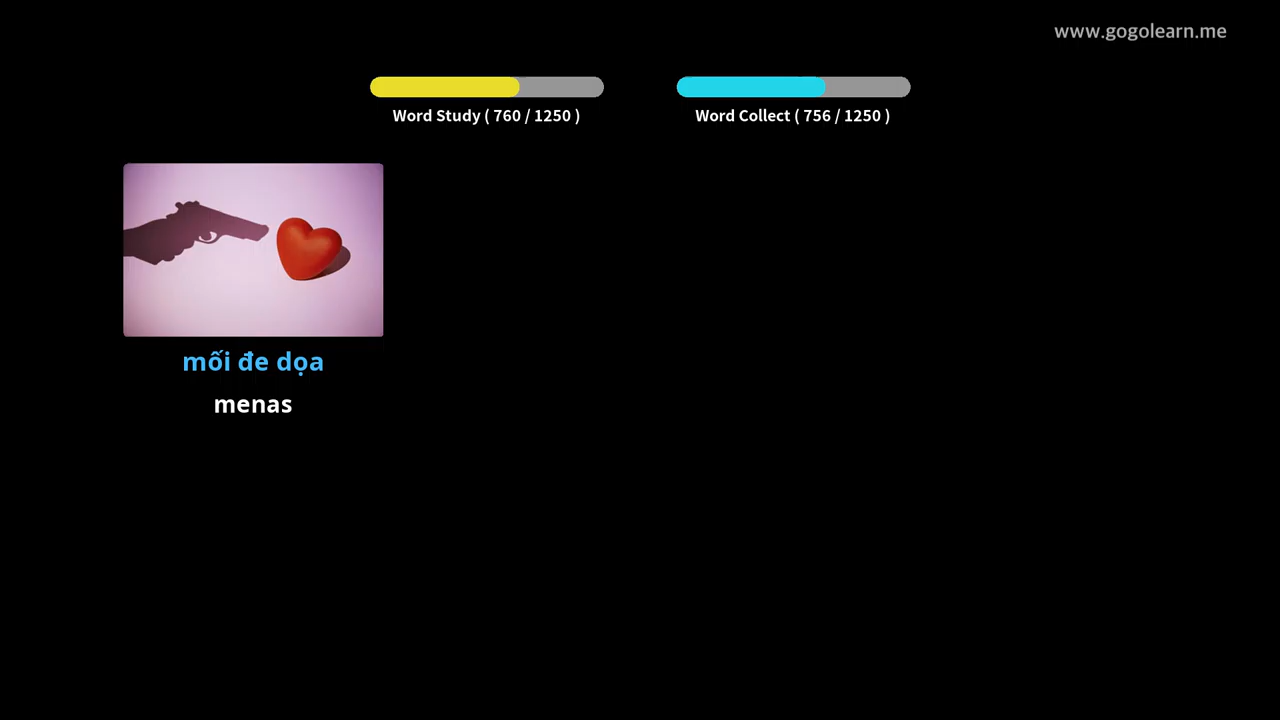 www.gogolearn.me
Word Study ( 760 / 1250 )
Word Collect ( 756 / 1250 )
mối đe dọa
menas